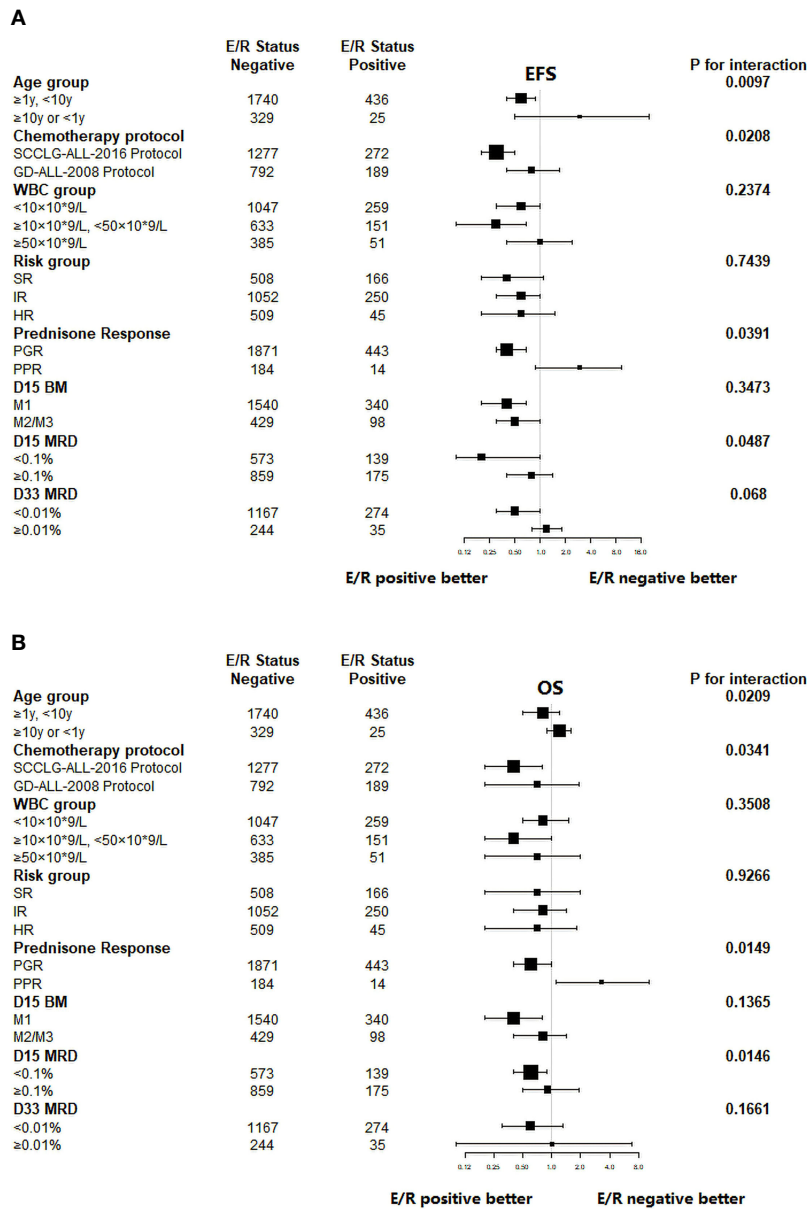 A
E/R Status Negative E/R Status Positive EFS P for interaction
Age group 0.0097
≥1y, <10y 1740 436
≥10y or <1y 329 25
Chemotherapy protocol 0.0208
SCCLG-ALL-2016 Protocol 1277 272
GD-ALL-2008 Protocol 792 189
WBC group 0.2374
<10×10*9/L 1047 259
≥10×10*9/L, <50×10*9/L 633 151
≥50×10*9/L 385 51
Risk group 0.7439
SR 508 166
IR 1052 250
HR 509 45
Prednisone Response 0.0391
PGR 1871 443
PPR 184 14
D15 BM 0.3473
M1 1540 340
M2/M3 429 98
D15 MRD 0.0487
<0.1% 573 139
≥0.1% 859 175
D33 MRD 0.068
<0.01% 1167 274
≥0.01% 244 35
0.12 0.25 0.50 1.0 2.0 4.0 8.0 16.0
E/R positive better E/R negative better
B
E/R Status Negative E/R Status Positive OS P for interaction
Age group 0.0209
≥1y, <10y 1740 436
≥10y or <1y 329 25
Chemotherapy protocol 0.0341
SCCLG-ALL-2016 Protocol 1277 272
GD-ALL-2008 Protocol 792 189
WBC group 0.3508
<10×10*9/L 1047 259
≥10×10*9/L, <50×10*9/L 633 151
≥50×10*9/L 385 51
Risk group 0.9266
SR 508 166
IR 1052 250
HR 509 45
Prednisone Response 0.0149
PGR 1871 443
PPR 184 14
D15 BM 0.1365
M1 1540 340
M2/M3 429 98
D15 MRD 0.0146
<0.1% 573 139
≥0.1% 859 175
D33 MRD 0.1661
<0.01% 1167 274
≥0.01% 244 35
0.12 0.25 0.50 1.0 2.0 4.0 8.0
E/R positive better E/R negative better